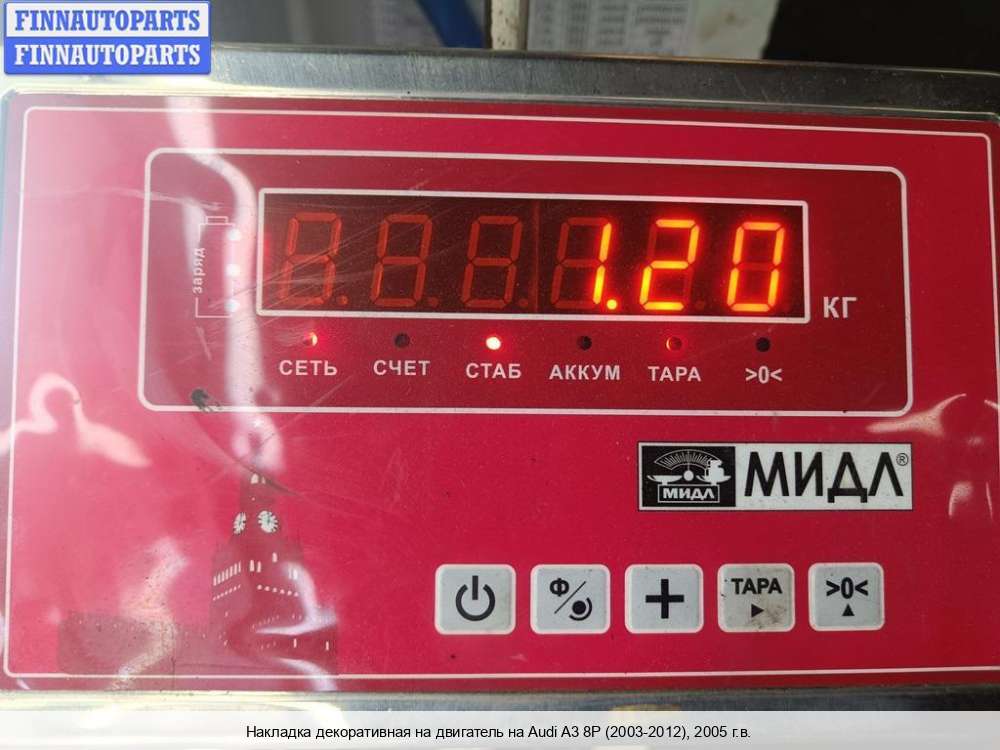 FINNAUTOPARTS
FINNAUTOPARTS
заряд
1.20 КГ
СЕТЬ СЧЕТ СТАБ АККУМ ТАРА >0<
МИДЛ МИДЛ®
Ф ТАРА >0<
Накладка декоративная на двигатель на Audi A3 8P (2003-2012), 2005 г.в.